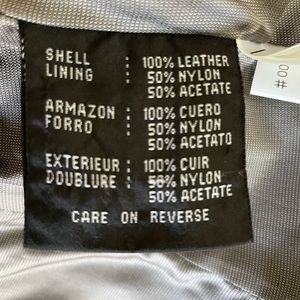 SHELL : 100% LEATHER
LINING : 50% NYLON
50% ACETATE
ARMAZON : 100% CUERO
FORRO : 50% NYLON
50% ACETATO
EXTERIEUR : 100% CUIR
DOUBLURE : 50% NYLON
50% ACETATE
CARE ON REVERSE
#00